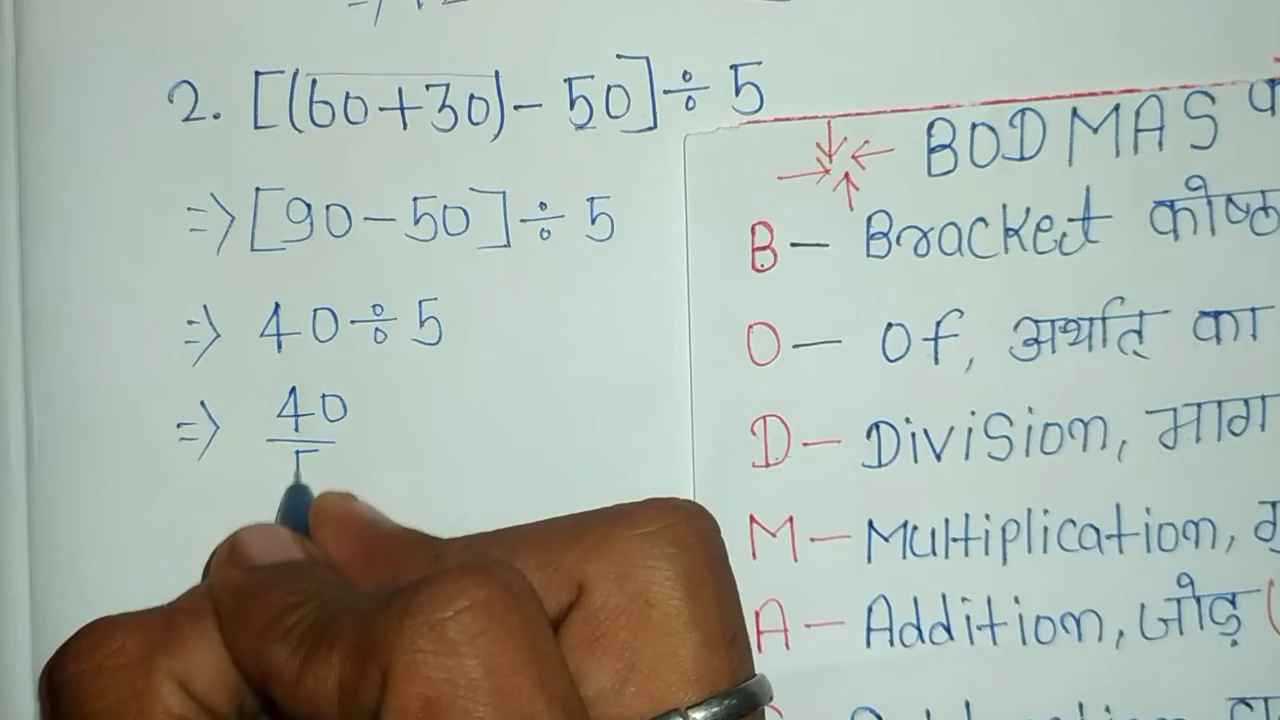 2. [(60+30)-50]÷5
⇒ [90-50]÷5
⇒ 40÷5
⇒ 40
BODMAS
B- Bracket
O- Of, अर्थात् का
D- Division, भाग
M- Multiplication,
A- Addition, जोड़ (